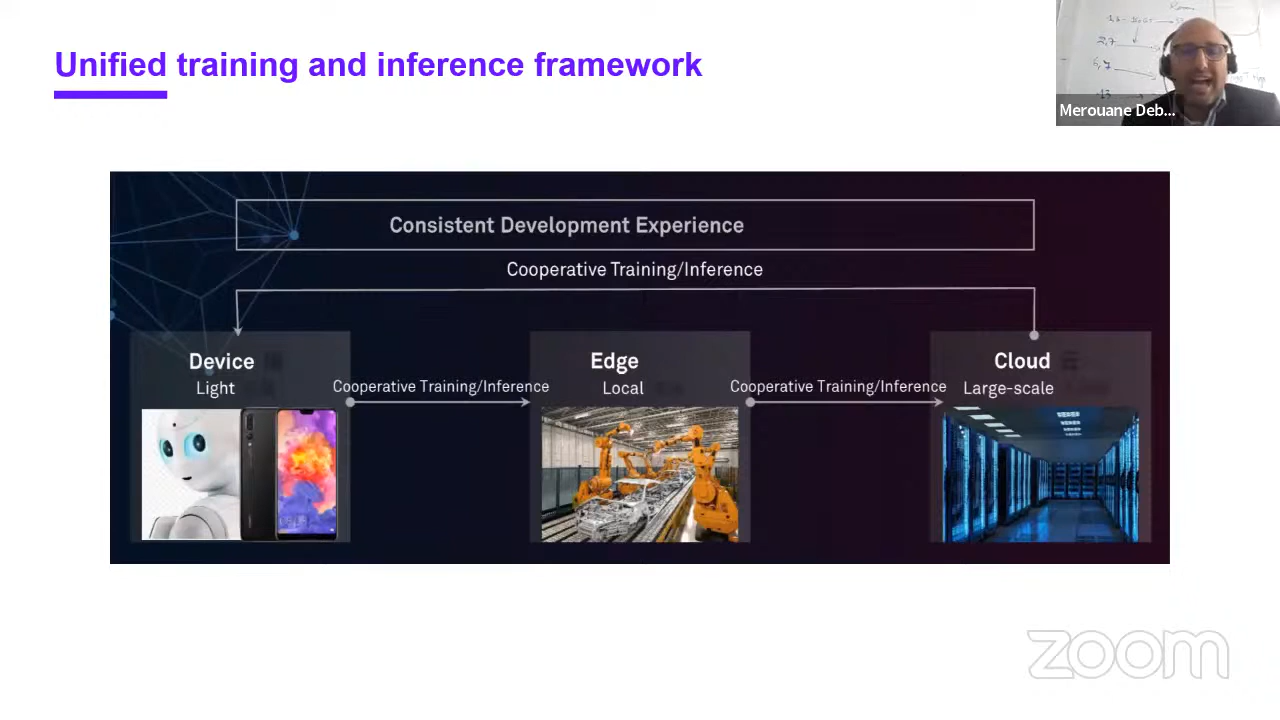 Unified training and inference framework
Merouane Deb...
Consistent Development Experience
Cooperative Training/Inference
Device
Light
Cooperative Training/Inference
Edge
Local
Cooperative Training/Inference
Cloud
Large-scale
zoom